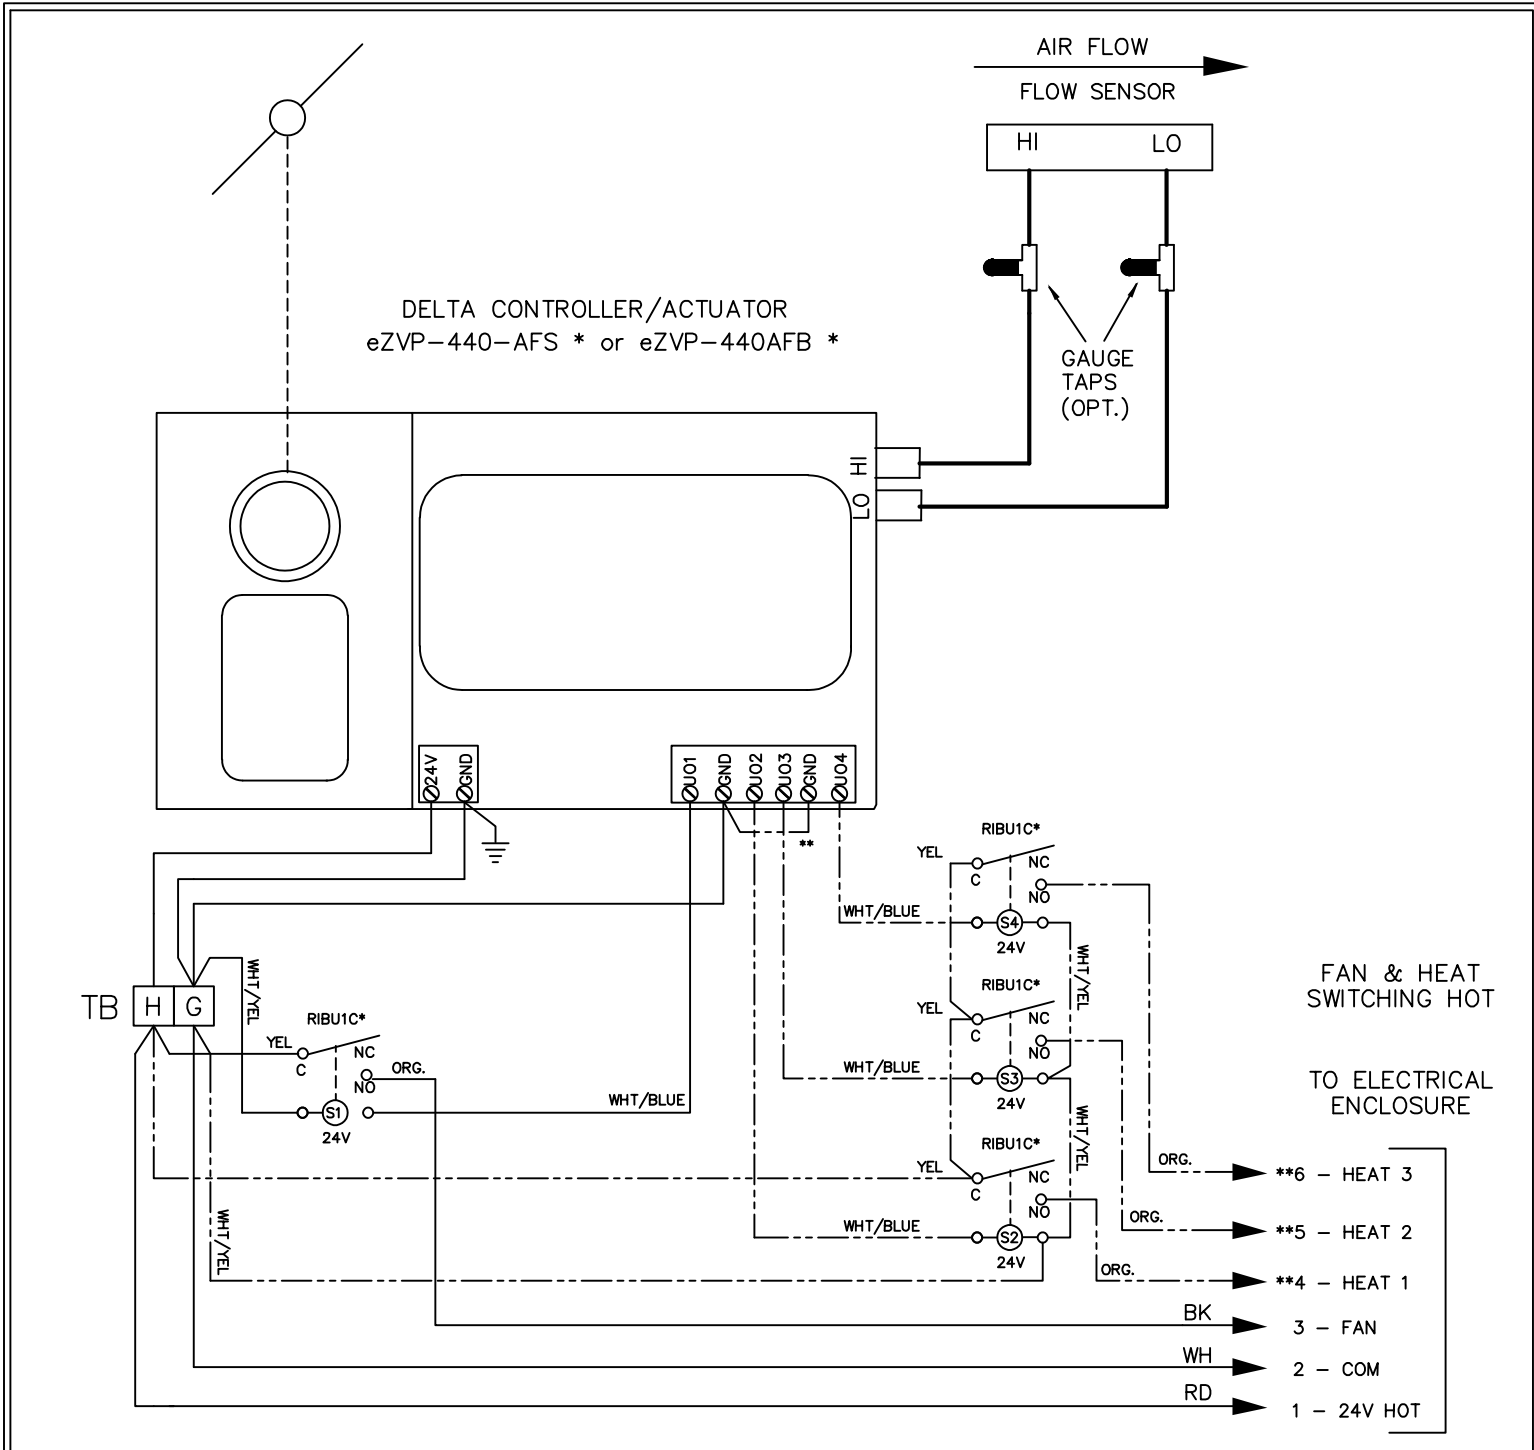 AIR FLOW
FLOW SENSOR
HI
LO
DELTA CONTROLLER/ACTUATOR
eZVP-440-AFS * or eZVP-440AFB *
GAUGE
TAPS
(OPT.)
HI
LO
24V
GND
UO1
GND
UO2
UO3
GND
UO4
**
RIBU1C*
YEL
C
NC
NO
WHT/BLUE
S4
24V
WHT/YEL
RIBU1C*
YEL
C
NC
NO
WHT/BLUE
S3
24V
WHT/YEL
RIBU1C*
YEL
C
NC
NO
WHT/BLUE
S2
24V
TB
H
G
WHT/YEL
RIBU1C*
YEL
C
NC
NO
ORG.
S1
24V
WHT/BLUE
WHT/YEL
FAN & HEAT
SWITCHING HOT
TO ELECTRICAL
ENCLOSURE
ORG.
**6 - HEAT 3
ORG.
**5 - HEAT 2
ORG.
**4 - HEAT 1
BK
3 - FAN
WH
2 - COM
RD
1 - 24V HOT